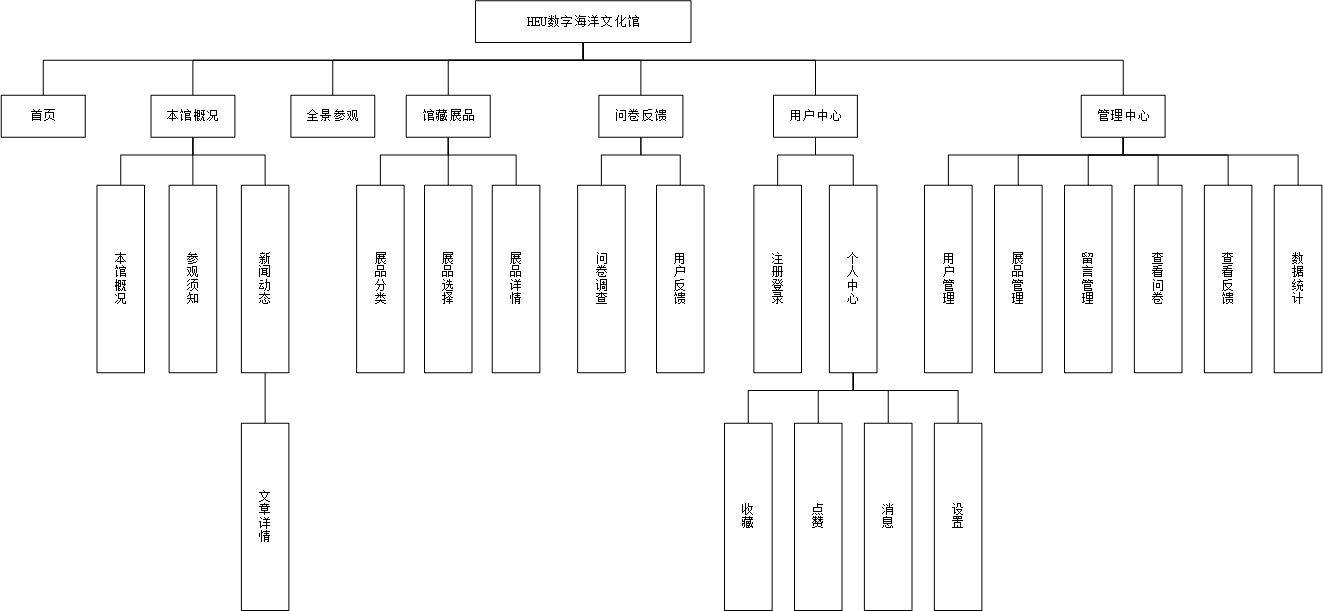 HEU数字海洋文化馆
首页
本馆概况
全景参观
馆藏展品
问卷反馈
用户中心
管理中心
本馆概况
参观须知
新闻动态
展品分类
展品选择
展品详情
问卷调查
用户反馈
注册登录
个人中心
用户管理
展品管理
留言管理
查看问卷
查看反馈
数据统计
文章详情
收藏
点赞
消息
设置